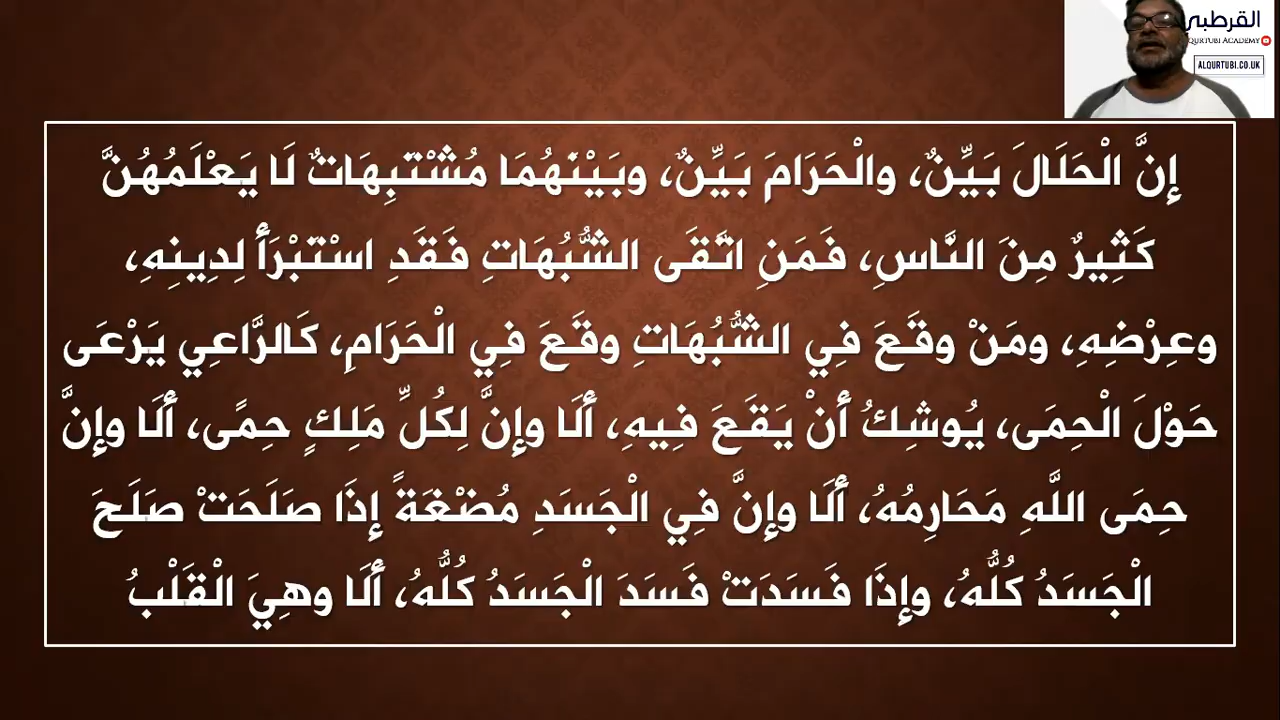 القرطبي
QURTUBI ACADEMY
ALQURTUBI.CO.UK
إِنَّ الْحَلَالَ بَيِّنٌ، والْحَرَامَ بَيِّنٌ، وبَيْنَهُمَا مُشْتَبِهَاتٌ لَا يَعْلَمُهُنَّ
كَثِيرٌ مِنَ النَّاسِ، فَمَنِ اتَّقَى الشُّبُهَاتِ فَقَدِ اسْتَبْرَأَ لِدِينِهِ،
وعِرْضِهِ، ومَنْ وقَعَ فِي الشُّبُهَاتِ وقَعَ فِي الْحَرَامِ، كَالرَّاعِي يَرْعَى
حَوْلَ الْحِمَى، يُوشِكُ أَنْ يَقَعَ فِيهِ، أَلَا وإِنَّ لِكُلِّ مَلِكٍ حِمًى، أَلَا وإِنَّ
حِمَى اللَّهِ مَحَارِمُهُ، أَلَا وإِنَّ فِي الْجَسَدِ مُضْغَةً إِذَا صَلَحَتْ صَلَحَ
الْجَسَدُ كُلُّهُ، وإِذَا فَسَدَتْ فَسَدَ الْجَسَدُ كُلُّهُ، أَلَا وهِيَ الْقَلْبُ